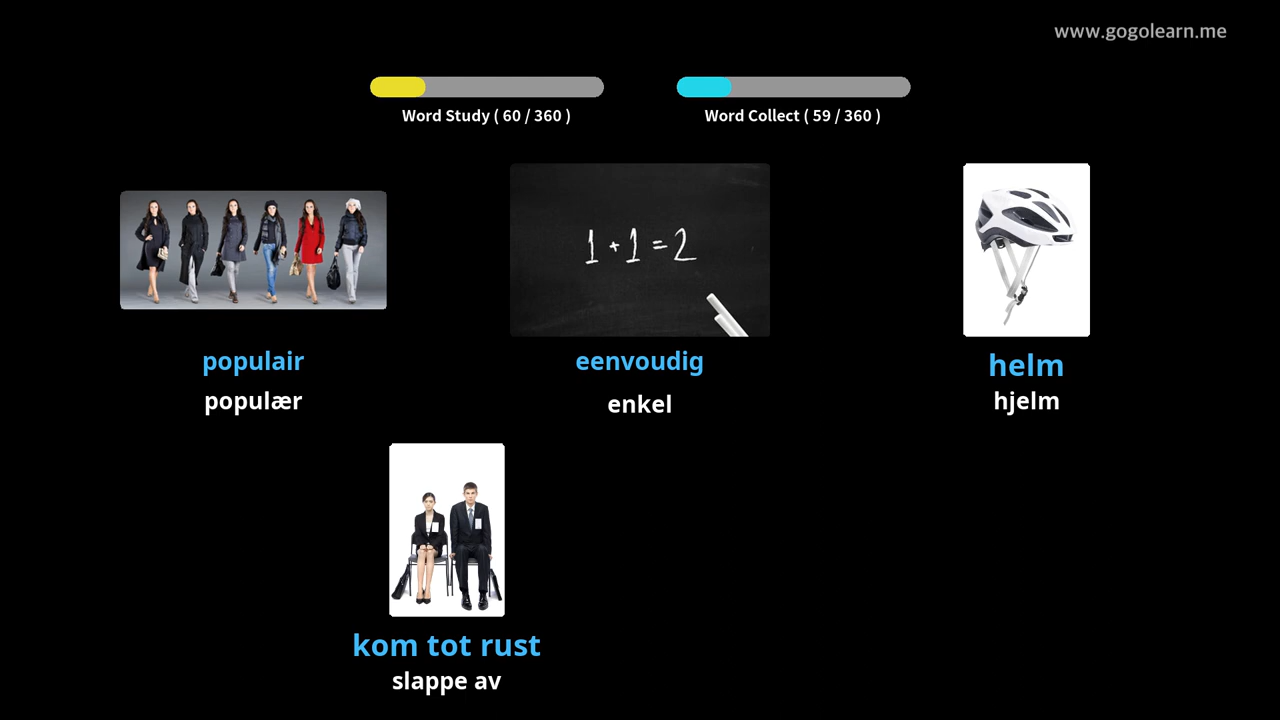 www.gogolearn.me
Word Study ( 60 / 360 )
Word Collect ( 59 / 360 )
1+1=2
populair
populær
eenvoudig
enkel
helm
hjelm
kom tot rust
slappe av